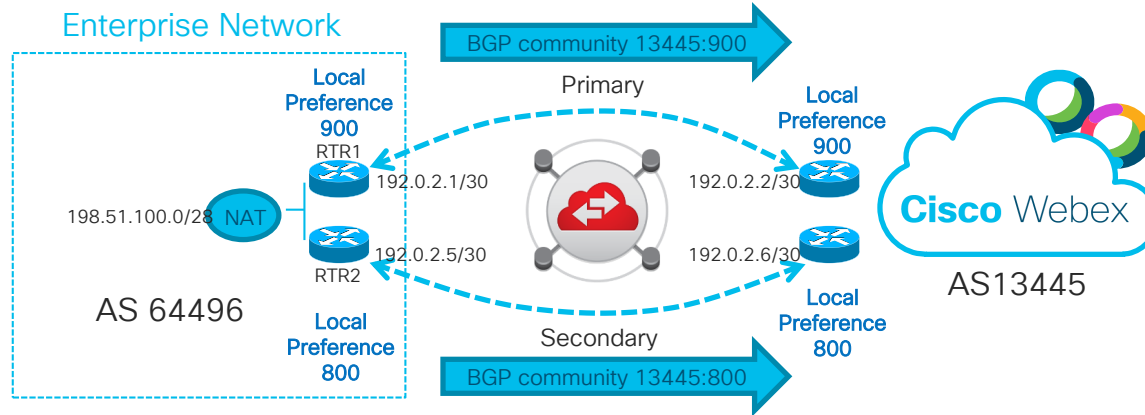 Enterprise Network
BGP community 13445:900
Primary
Local
Preference
900
RTR1
192.0.2.1/30
Local
Preference
900
192.0.2.2/30
198.51.100.0/28
NAT
Cisco Webex
192.0.2.5/30
RTR2
192.0.2.6/30
AS 64496
AS13445
Local
Preference
800
Local
Preference
800
Secondary
BGP community 13445:800